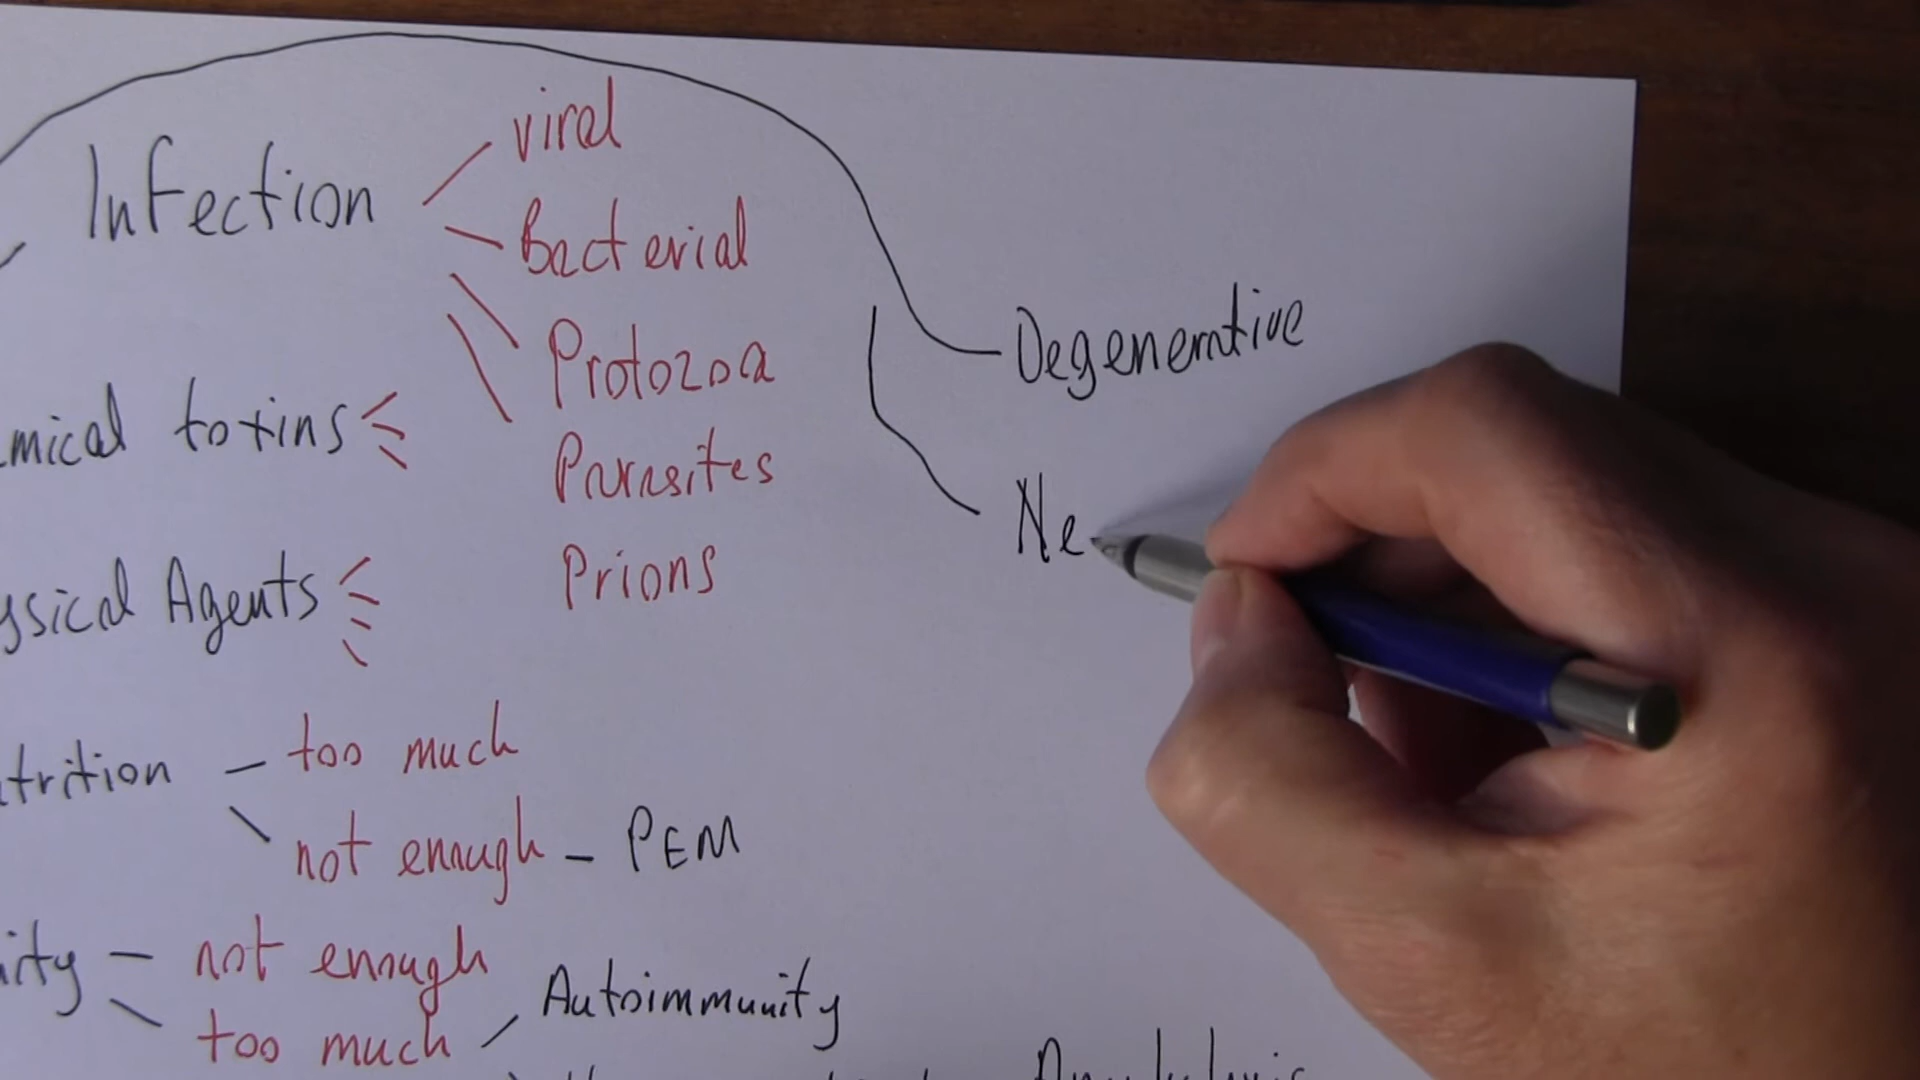 Infection
viral
Bacterial
Protozoa
Parasites
Prions
Degenerative
Ne
mical toxins
ysical Agents
trition - too much
not enough - PEM
ity - not enough
too much
Autoimmunity